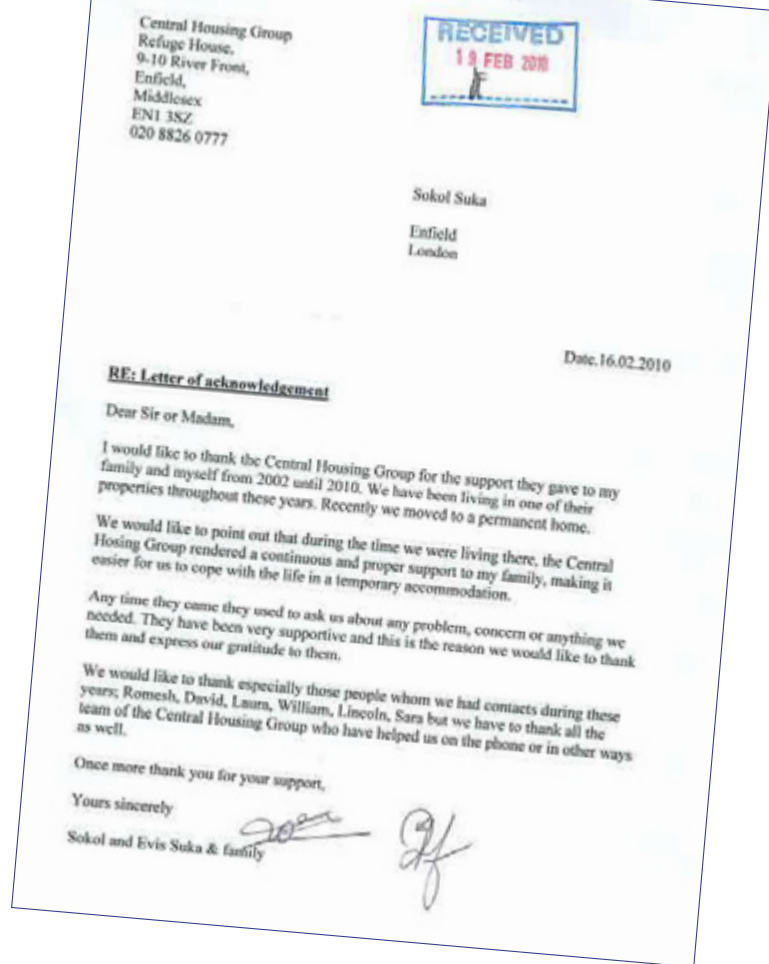 Central Housing Group
Refuge House,
9-10 River Front,
Enfield,
Middlesex
EN1 3SZ
020 8826 0777
RECEIVED
19 FEB 2010
Sokol Suka
Enfield
London
Date.16.02.2010
RE: Letter of acknowledgement
Dear Sir or Madam,
I would like to thank the Central Housing Group for the support they gave to my
family and myself from 2002 until 2010. We have been living in one of their
properties throughout these years. Recently we moved to a permanent home.
We would like to point out that during the time we were living there, the Central
Hosing Group rendered a continuous and proper support to my family, making it
easier for us to cope with the life in a temporary accommodation.
Any time they came they used to ask us about any problem, concern or anything we
needed. They have been very supportive and this is the reason we would like to thank
them and express our gratitude to them.
We would like to thank especially those people whom we had contacts during these
years; Romesh, David, Laura, William, Lincoln, Sara but we have to thank all the
team of the Central Housing Group who have helped us on the phone or in other ways
as well.
Once more thank you for your support,
Yours sincerely
Sokol and Evis Suka & family